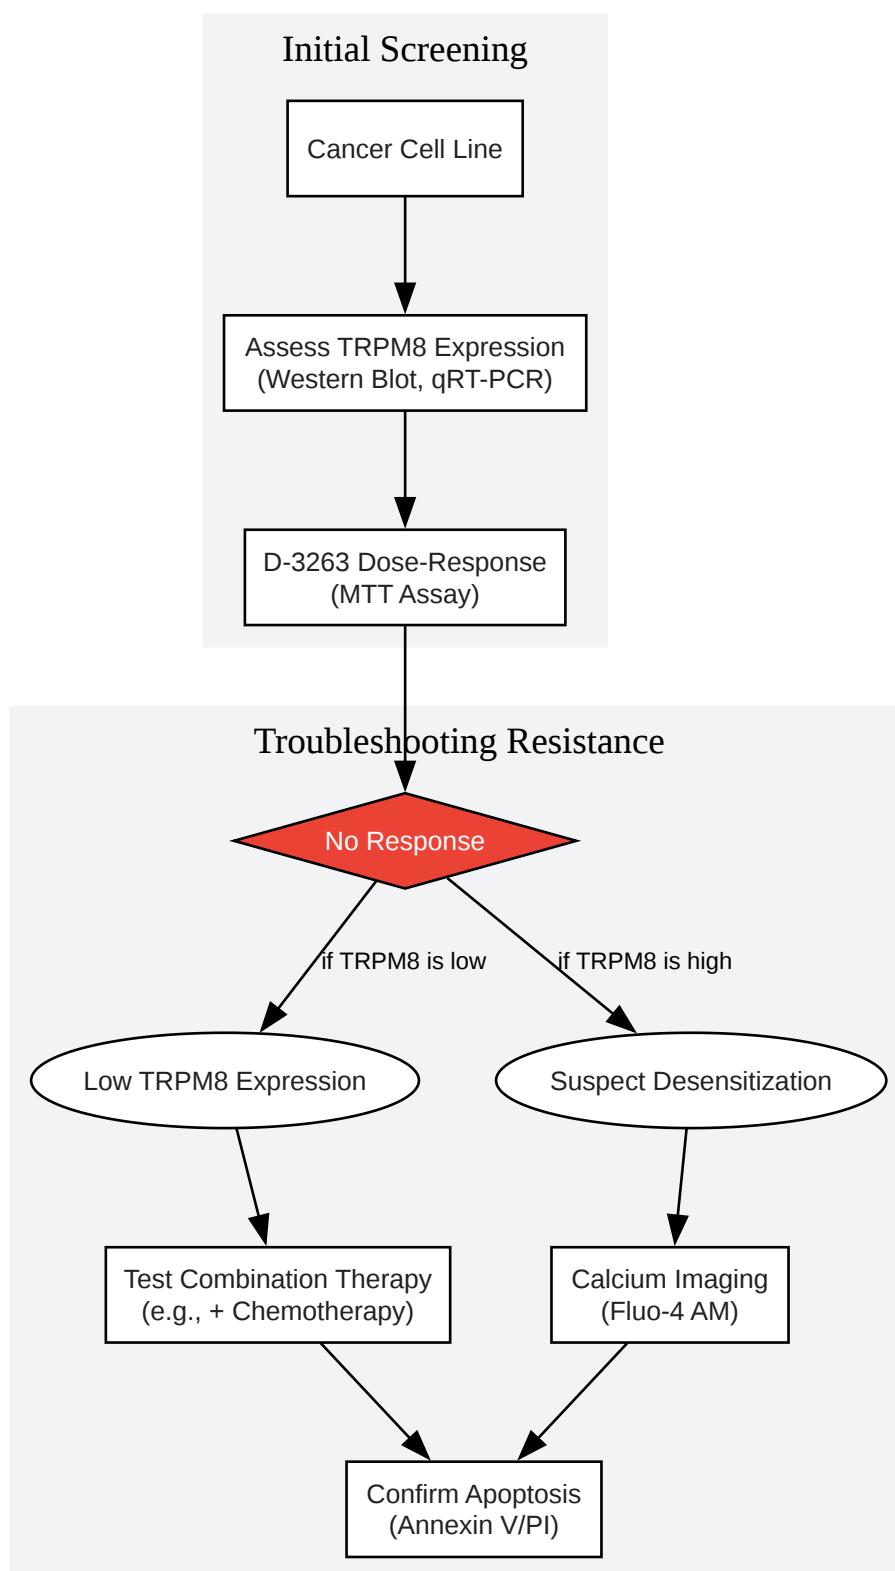 Initial Screening
Cancer Cell Line
Assess TRPM8 Expression
(Western Blot, qRT-PCR)
D-3263 Dose-Response
(MTT Assay)
Troubleshooting Resistance
No Response
if TRPM8 is low
if TRPM8 is high
Low TRPM8 Expression
Suspect Desensitization
Test Combination Therapy
(e.g., + Chemotherapy)
Calcium Imaging
(Fluo-4 AM)
Confirm Apoptosis
(Annexin V/PI)